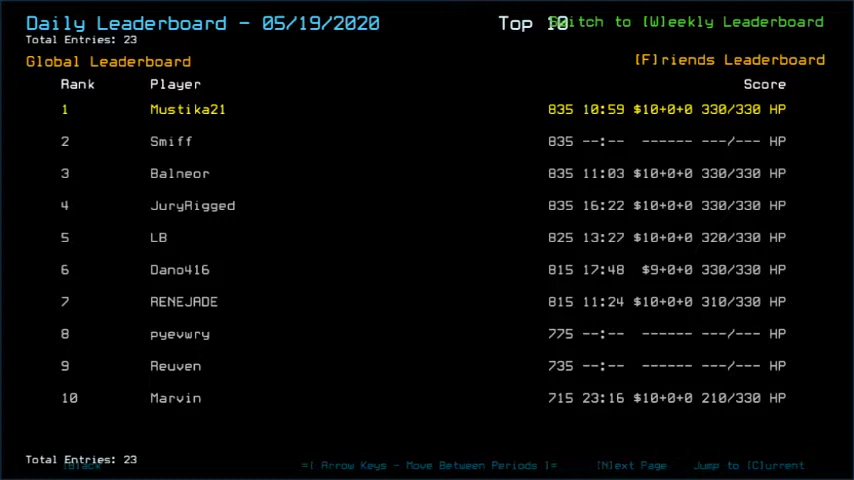 Daily Leaderboard - 05/19/2020 Top 10 Switch to [W]eekly Leaderboard
Total Entries: 23
Global Leaderboard [F]riends Leaderboard
Rank Player Score
1 Mustika21 835 10:59 $10+0+0 330/330 HP
2 Smiff 835 --:-- ------ ---/--- HP
3 Balneor 835 11:03 $10+0+0 330/330 HP
4 JuryRigged 835 16:22 $10+0+0 330/330 HP
5 LB 825 13:27 $10+0+0 320/330 HP
6 Dano416 815 17:48 $9+0+0 330/330 HP
7 RENEJADE 815 11:24 $10+0+0 310/330 HP
8 pyevwry 775 --:-- ------ ---/--- HP
9 Reuven 735 --:-- ------ ---/--- HP
10 Marvin 715 23:16 $10+0+0 210/330 HP
Total Entries: 23
[B]ack =[ Arrow Keys - Move Between Periods ]= [N]ext Page Jump to [C]urrent